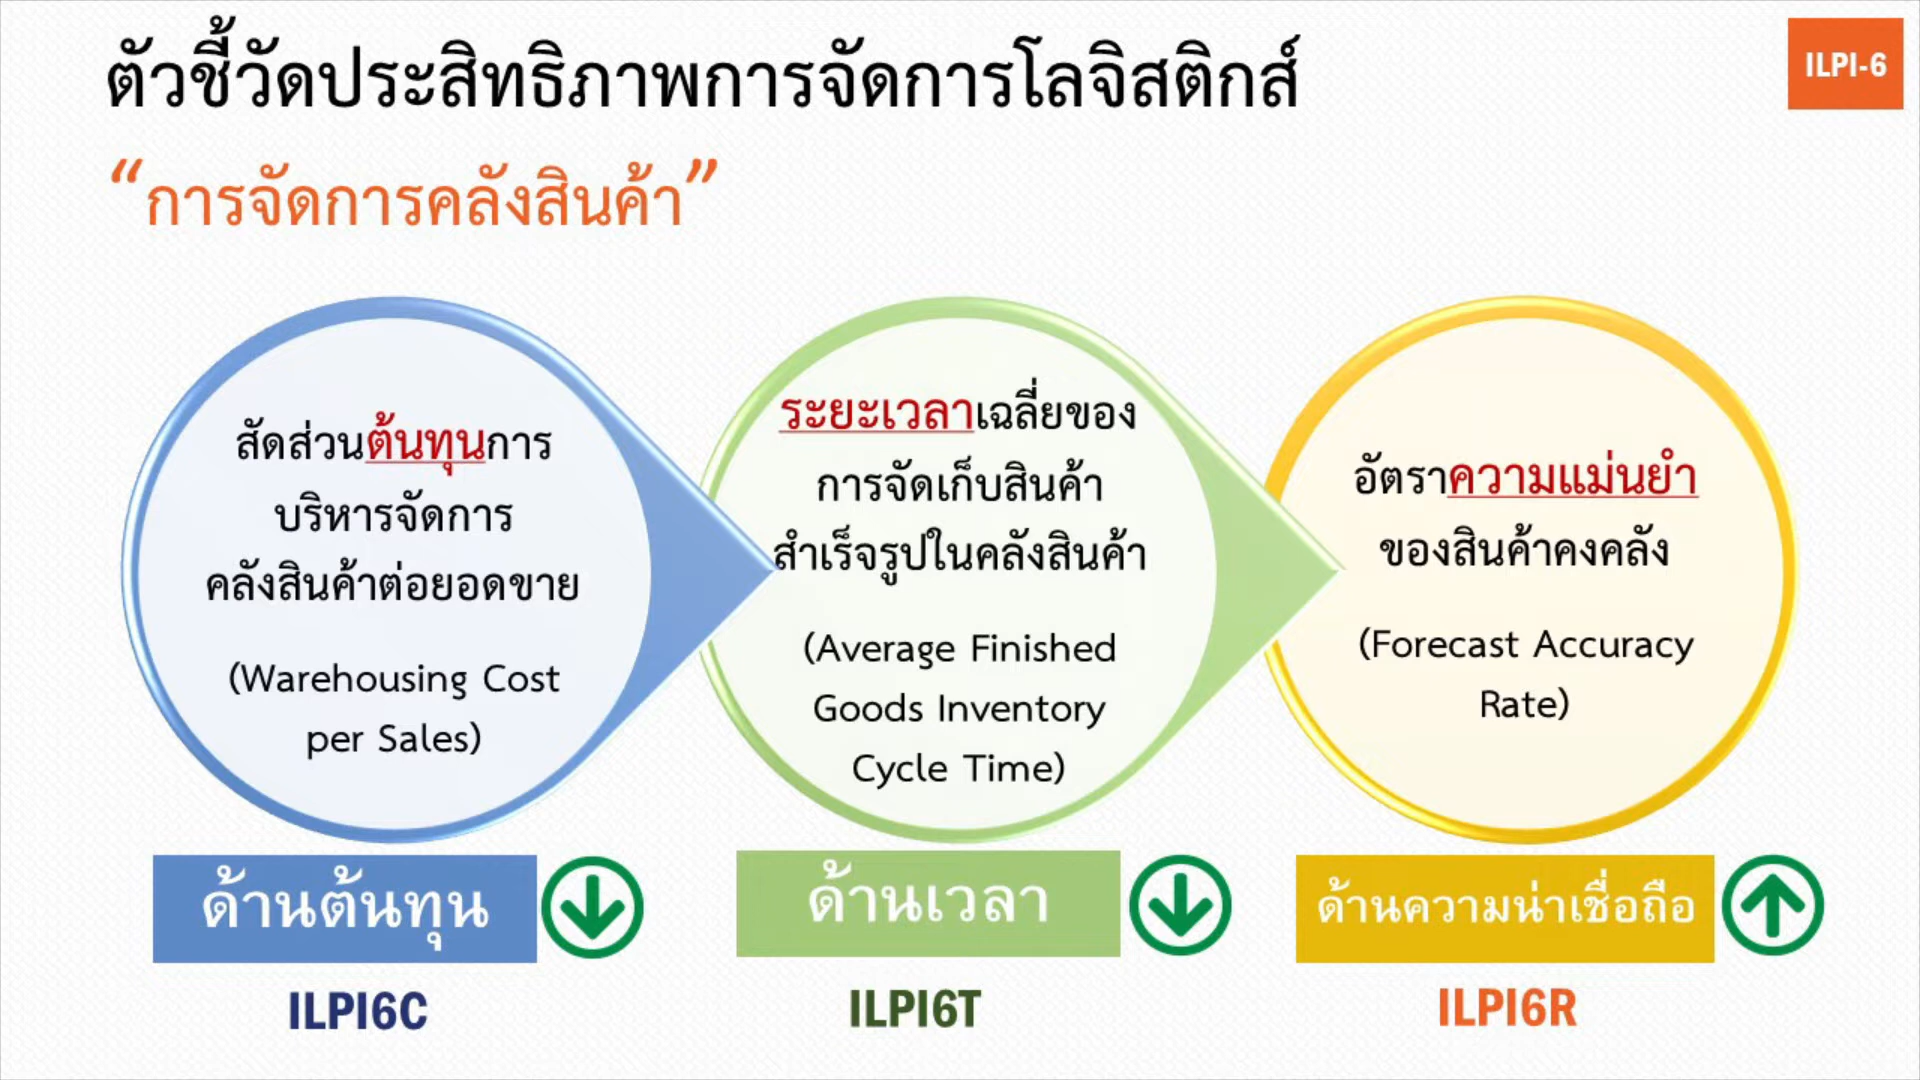 ตัวชี้วัดประสิทธิภาพการจัดการโลจิสติกส์
ILPI-6
“การจัดการคลังสินค้า”
สัดส่วนต้นทุนการ
บริหารจัดการ
คลังสินค้าต่อยอดขาย
(Warehousing Cost
per Sales)
ระยะเวลาเฉลี่ยของ
การจัดเก็บสินค้า
สำเร็จรูปในคลังสินค้า
(Average Finished
Goods Inventory
Cycle Time)
อัตราความแม่นยำ
ของสินค้าคงคลัง
(Forecast Accuracy
Rate)
ด้านต้นทุน
ILPI6C
ด้านเวลา
ILPI6T
ด้านความน่าเชื่อถือ
ILPI6R